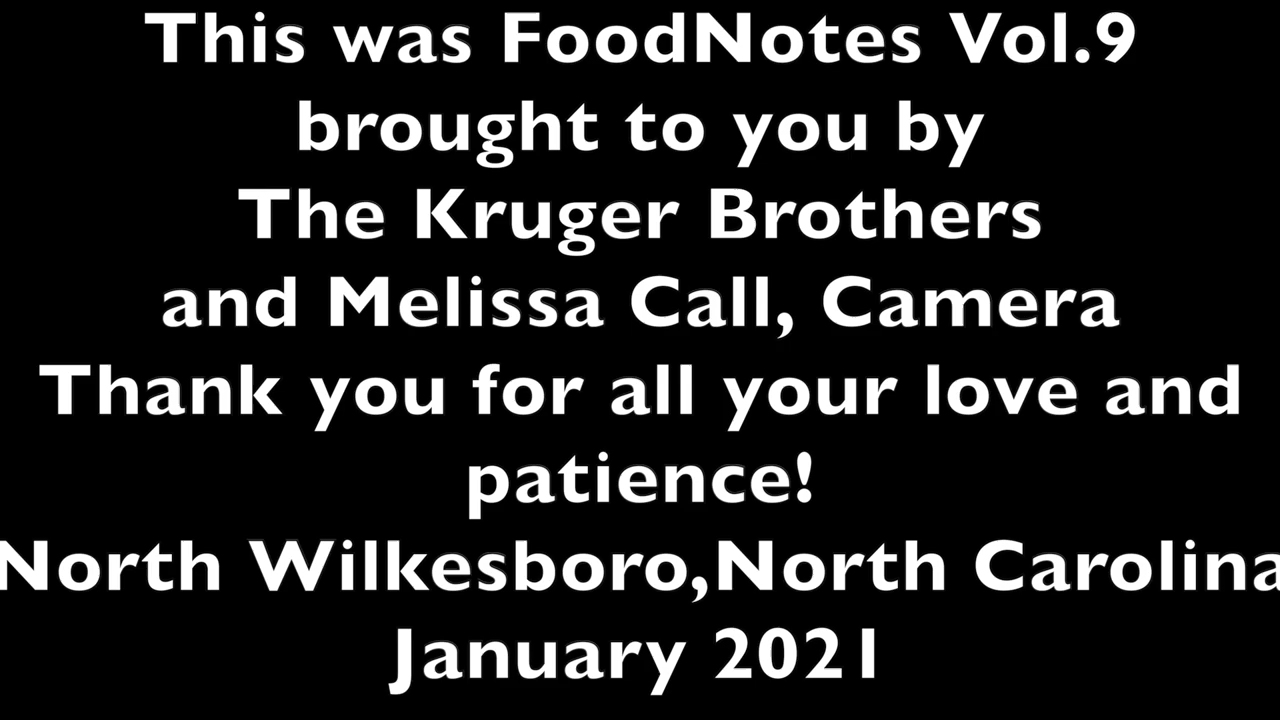 This was FoodNotes Vol.9
brought to you by
The Kruger Brothers
and Melissa Call, Camera
Thank you for all your love and
patience!
North Wilkesboro,North Carolina
January 2021